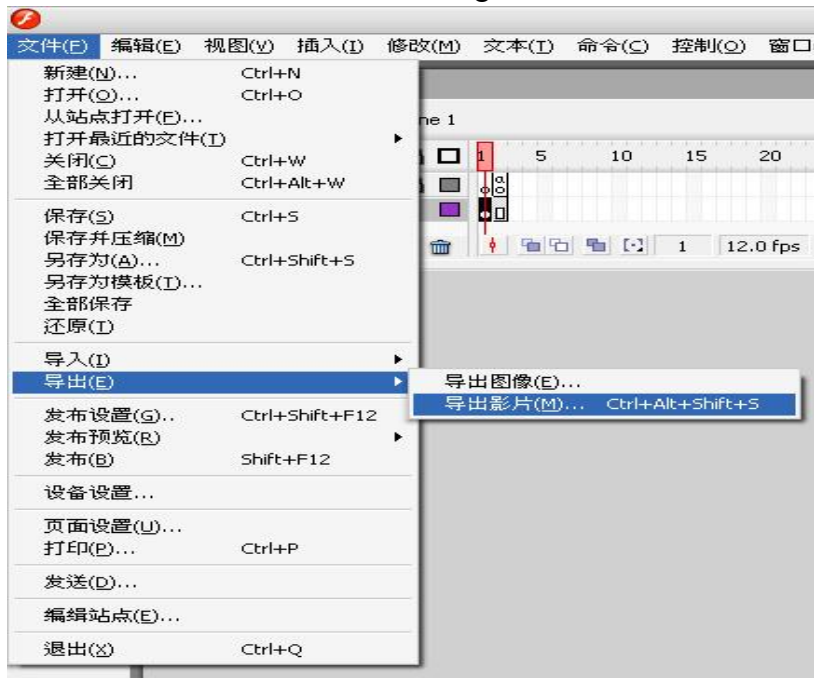 文件(F) 编辑(E) 视图(V) 插入(I) 修改(M) 文本(T) 命令(C) 控制(O) 窗口
新建(N)... Ctrl+N
打开(O)... Ctrl+O
从站点打开(F)...
打开最近的文件(T)
关闭(C) Ctrl+W
全部关闭 Ctrl+Alt+W
保存(S) Ctrl+S
保存并压缩(M)
另存为(A)... Ctrl+Shift+S
另存为模板(T)...
全部保存
还原(T)
导入(I)
导出(E)
发布设置(G).. Ctrl+Shift+F12
发布预览(R)
发布(B) Shift+F12
设备设置...
页面设置(U)...
打印(P)... Ctrl+P
发送(D)...
编缉站点(E)...
退出(X) Ctrl+Q
导出图像(E)...
导出影片(M)... Ctrl+Alt+Shift+S
ne 1
1 5 10 15 20
1 12.0 fps